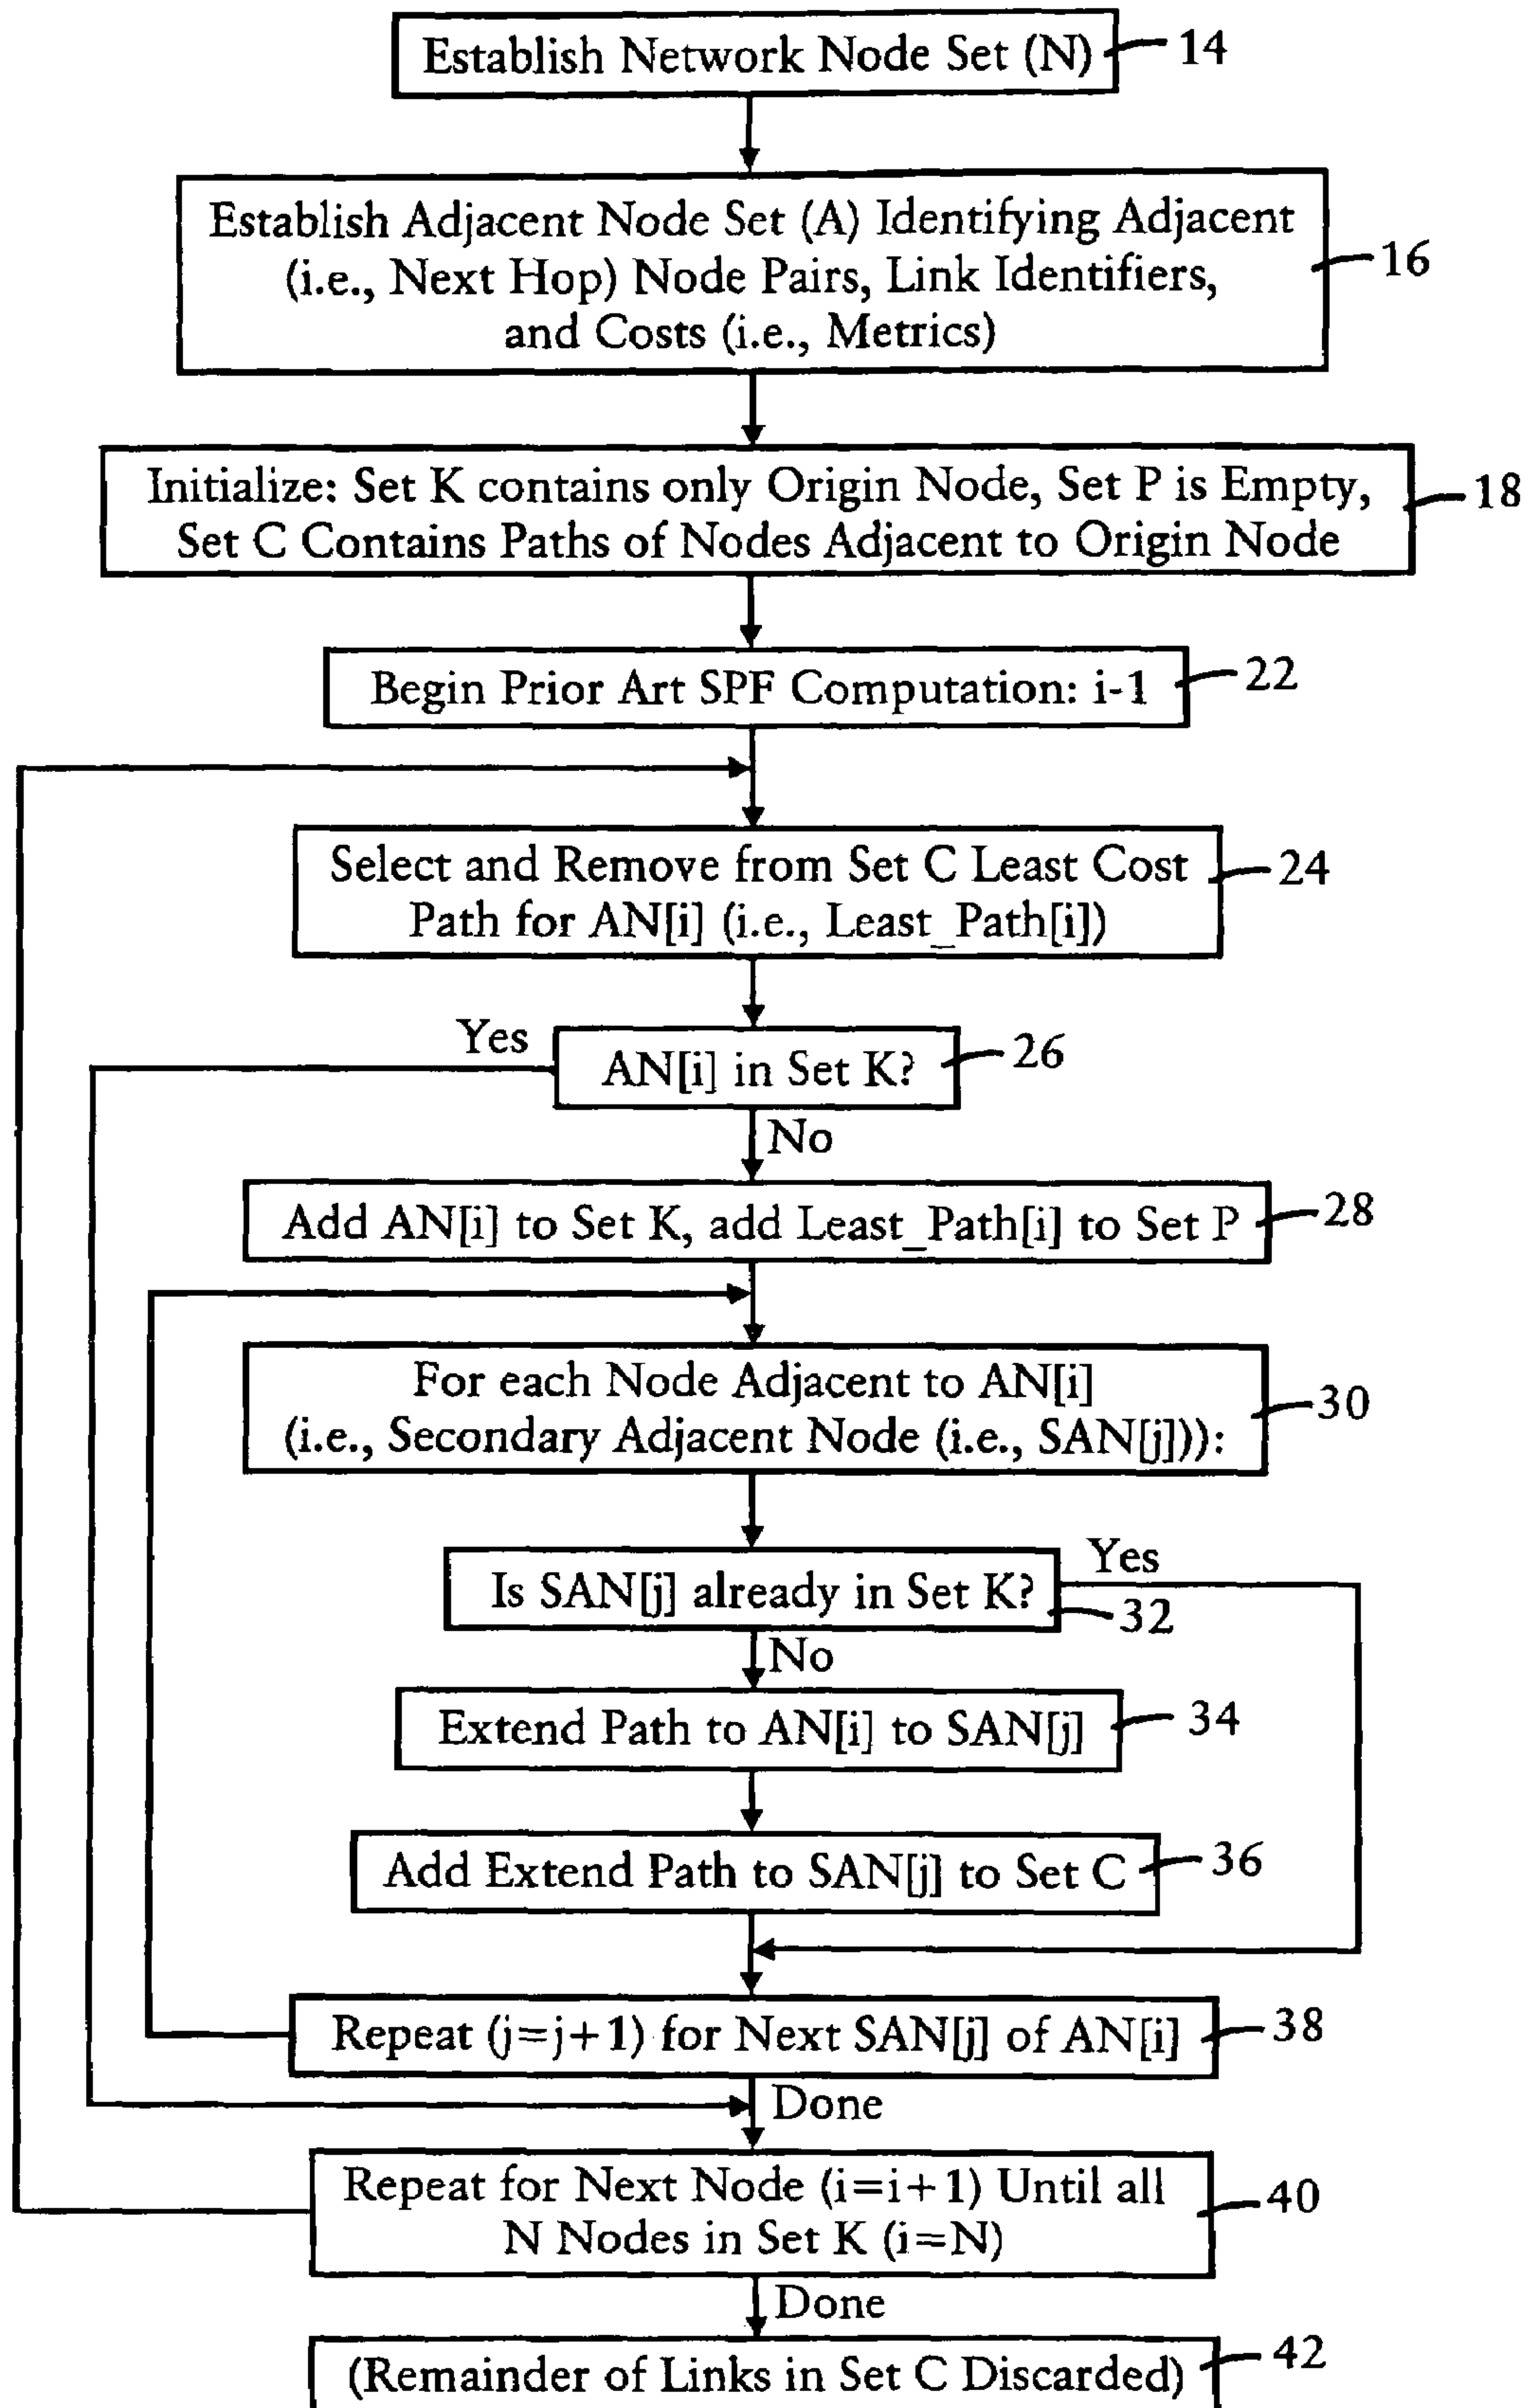 Establish Network Node Set (N) 14
Establish Adjacent Node Set (A) Identifying Adjacent
(i.e., Next Hop) Node Pairs, Link Identifiers, 16
and Costs (i.e., Metrics)
Initialize: Set K contains only Origin Node, Set P is Empty, 18
Set C Contains Paths of Nodes Adjacent to Origin Node
Begin Prior Art SPF Computation: i-1 22
Select and Remove from Set C Least Cost 24
Path for AN[i] (i.e., Least_Path[i])
Yes
AN[i] in Set K? 26
No
Add AN[i] to Set K, add Least_Path[i] to Set P 28
For each Node Adjacent to AN[i] 30
(i.e., Secondary Adjacent Node (i.e., SAN[j])):
Yes
Is SAN[j] already in Set K? 32
No
Extend Path to AN[i] to SAN[j] 34
Add Extend Path to SAN[j] to Set C 36
Repeat (j=j+1) for Next SAN[j] of AN[i] 38
Done
Repeat for Next Node (i=i+1) Until all 40
N Nodes in Set K (i=N)
Done
(Remainder of Links in Set C Discarded) 42